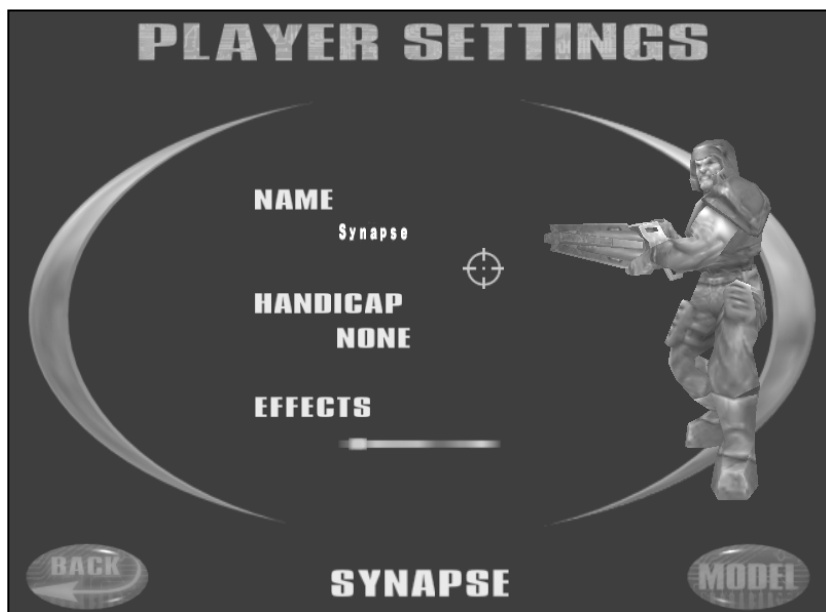 PLAYER SETTINGS
NAME
Synapse
HANDICAP
NONE
EFFECTS
BACK
SYNAPSE
MODEL